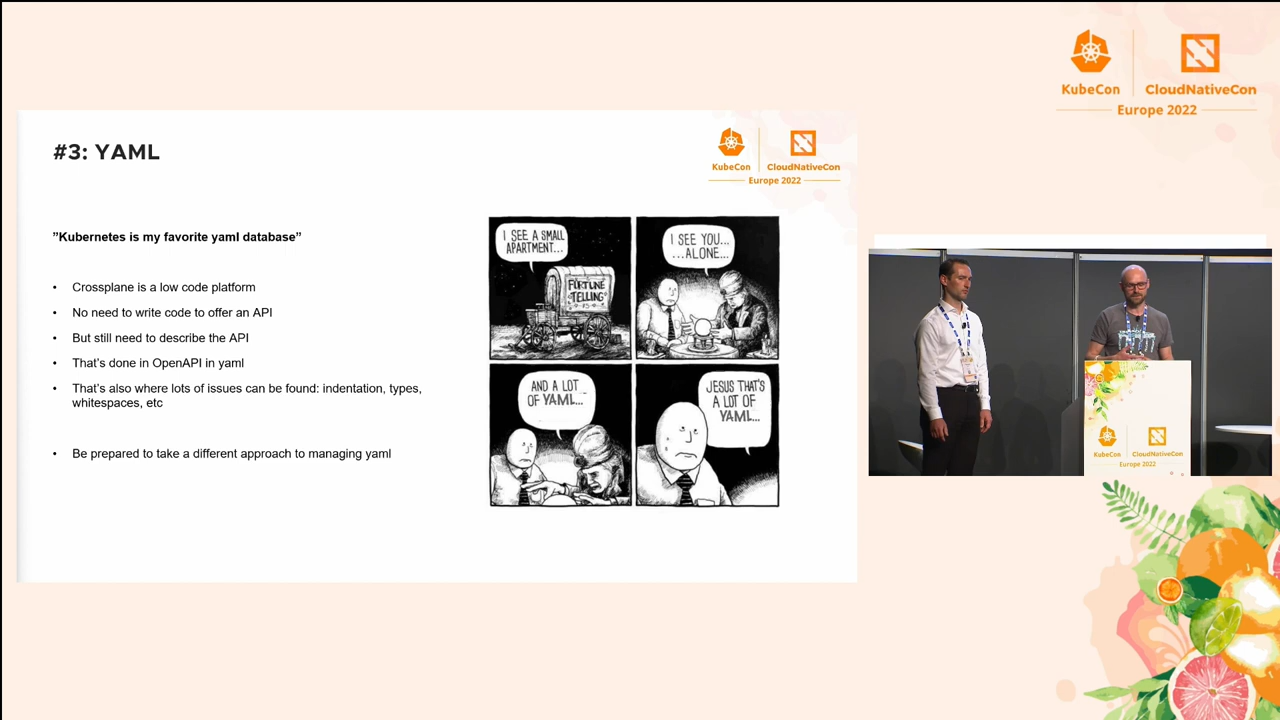 KubeCon
CloudNativeCon
Europe 2022
#3: YAML
KubeCon
CloudNativeCon
Europe 2022
”Kubernetes is my favorite yaml database”
• Crossplane is a low code platform
• No need to write code to offer an API
• But still need to describe the API
• That’s done in OpenAPI in yaml
• That’s also where lots of issues can be found: indentation, types,
whitespaces, etc
• Be prepared to take a different approach to managing yaml
I SEE A SMALL
APARTMENT...
FORTUNE
TELLING
I SEE YOU...
...ALONE...
AND A LOT
OF YAML...
JESUS THAT'S
A LOT OF
YAML...
KubeCon
CloudNativeCon
Europe 2022